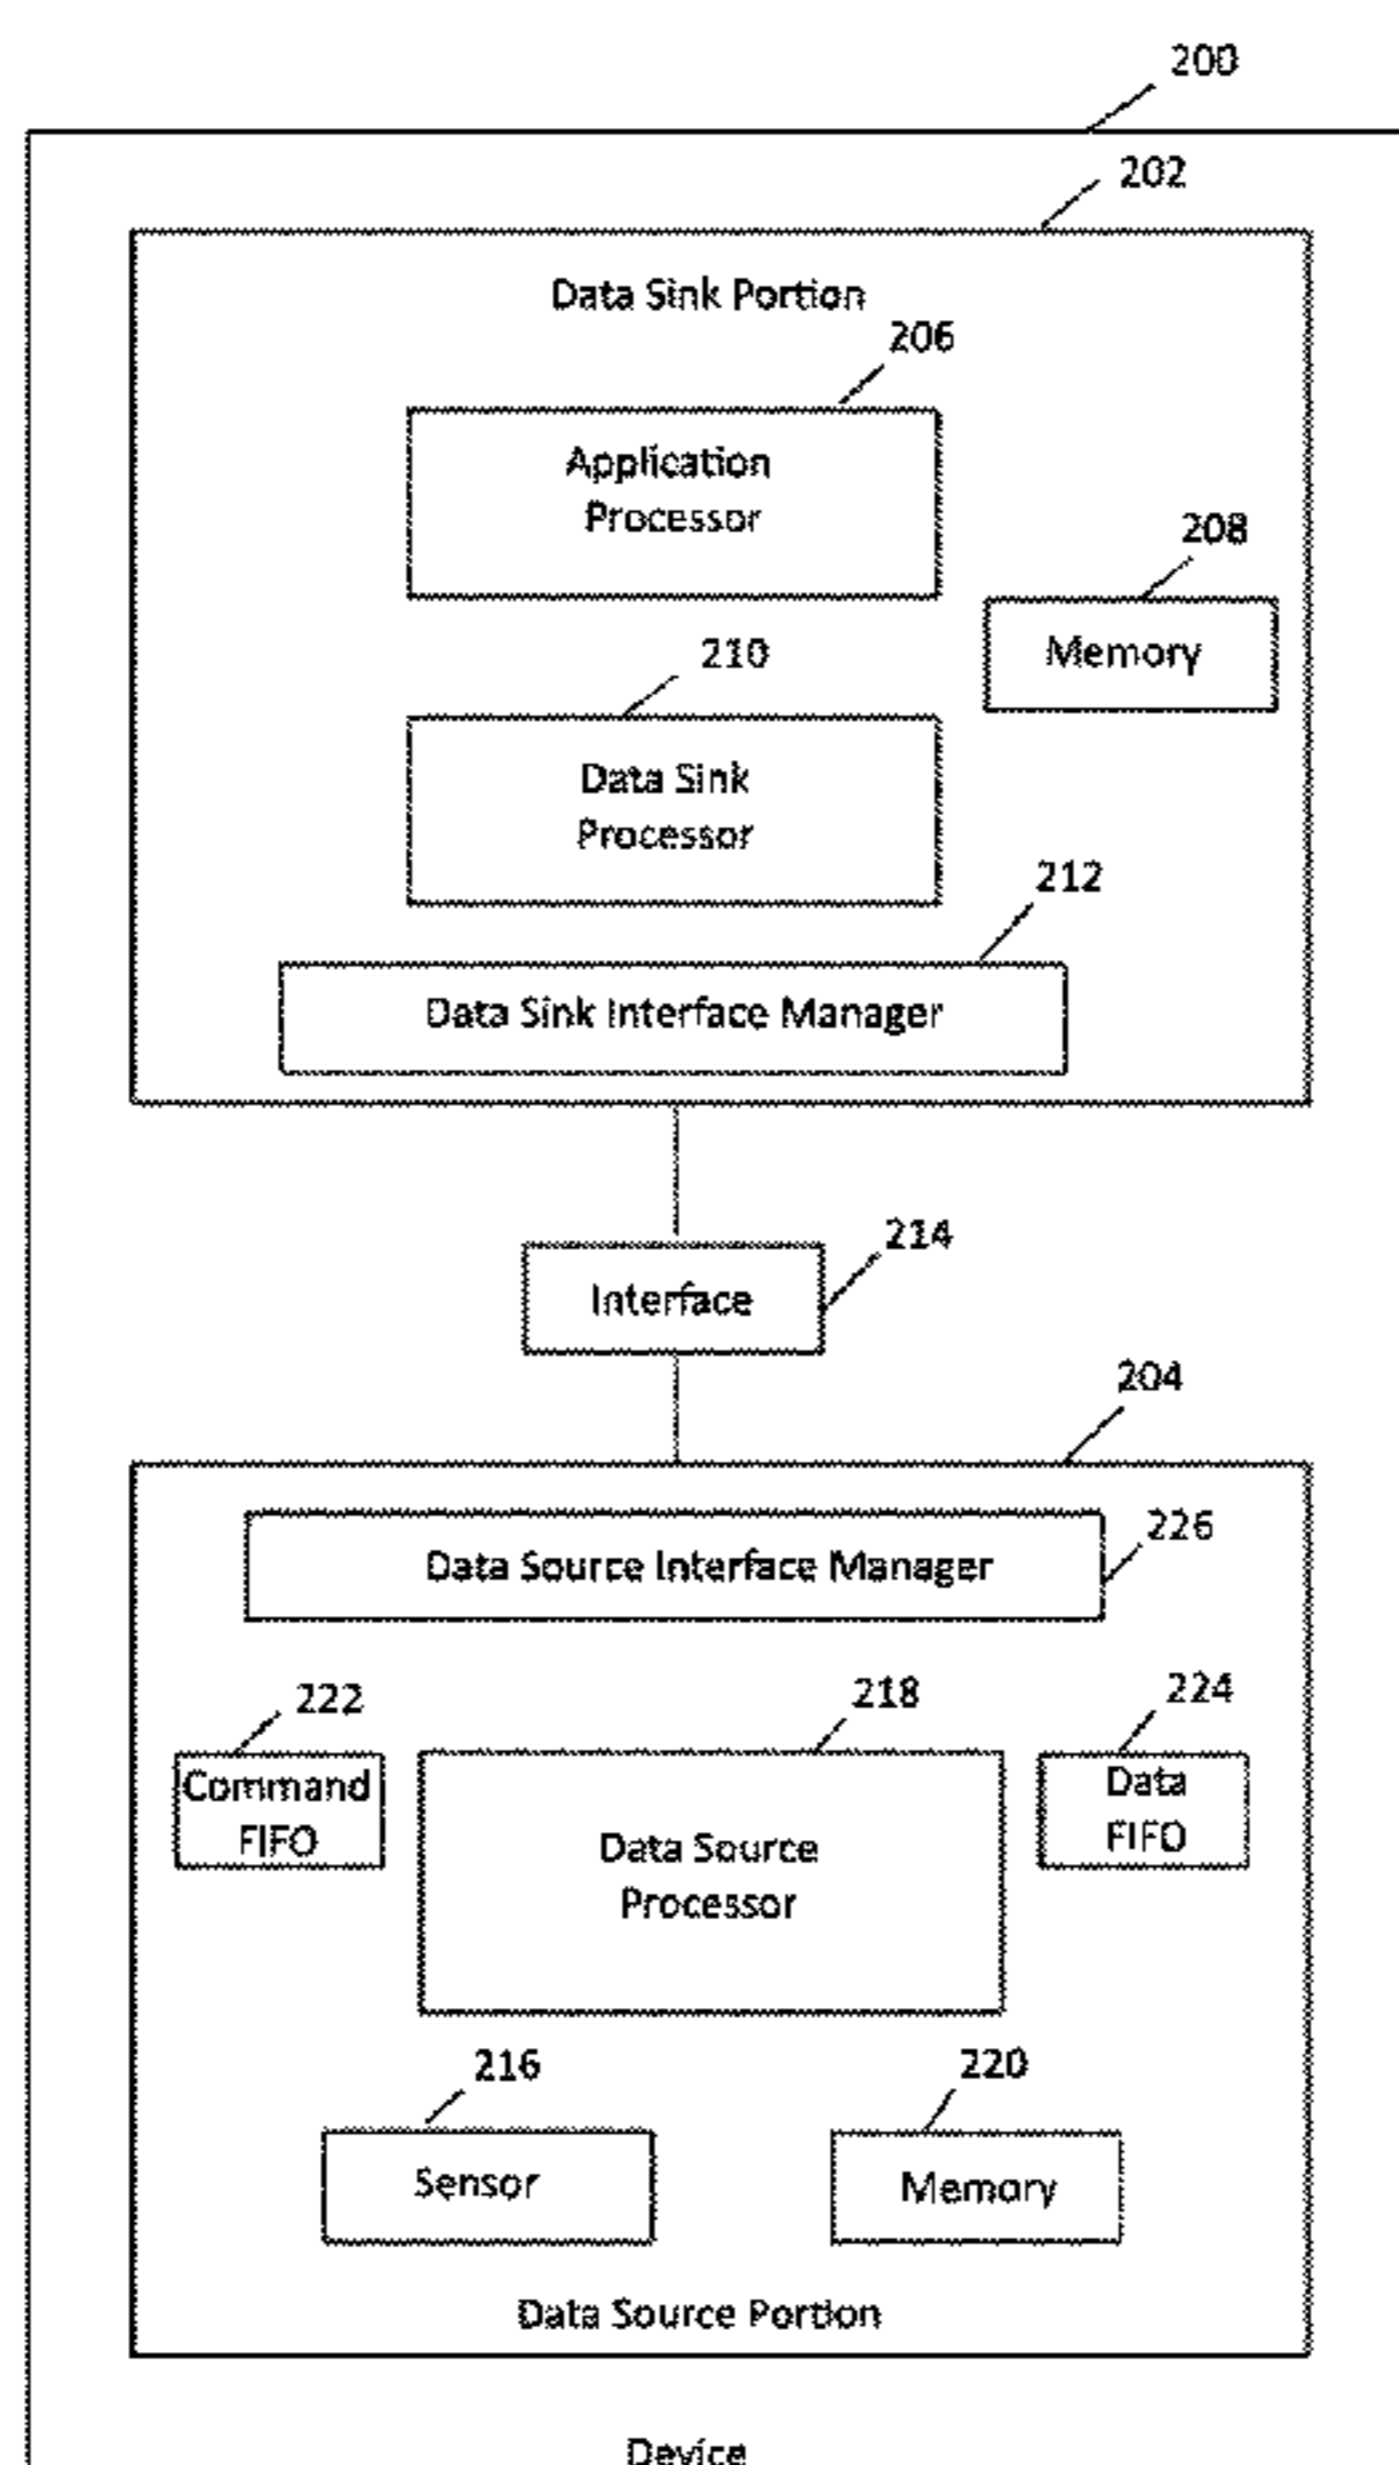 200
202
Data Sink Portion
206
Application
Processor
208
Memory
210
Data Sink
Processor
212
Data Sink Interface Manager
214
Interface
204
226
Data Source Interface Manager
222
218
224
Command
FIFO
Data Source
Processor
Data
FIFO
216
220
Sensor
Memory
Data Source Portion
Device